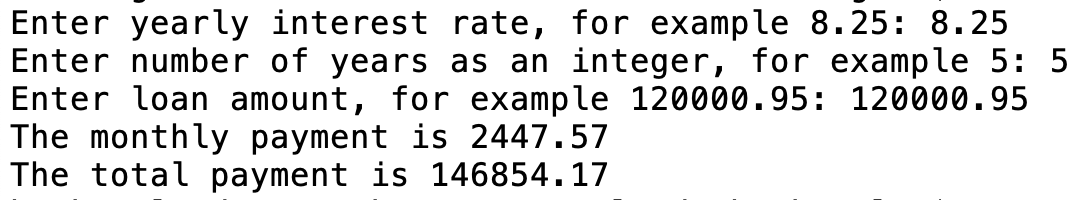 Enter yearly interest rate, for example 8.25: 8.25
Enter number of years as an integer, for example 5: 5
Enter loan amount, for example 120000.95: 120000.95
The monthly payment is 2447.57
The total payment is 146854.17